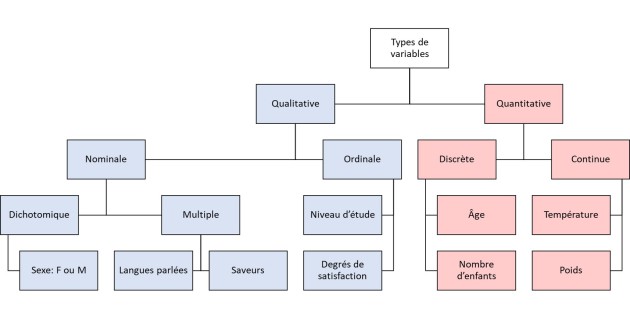 Types de
variables
Qualitative
Quantitative
Nominale
Ordinale
Discrète
Continue
Dichotomique
Multiple
Niveau d'étude
Âge
Température
Sexe: F ou M
Langues parlées
Saveurs
Degrés de
satisfaction
Nombre
d'enfants
Poids